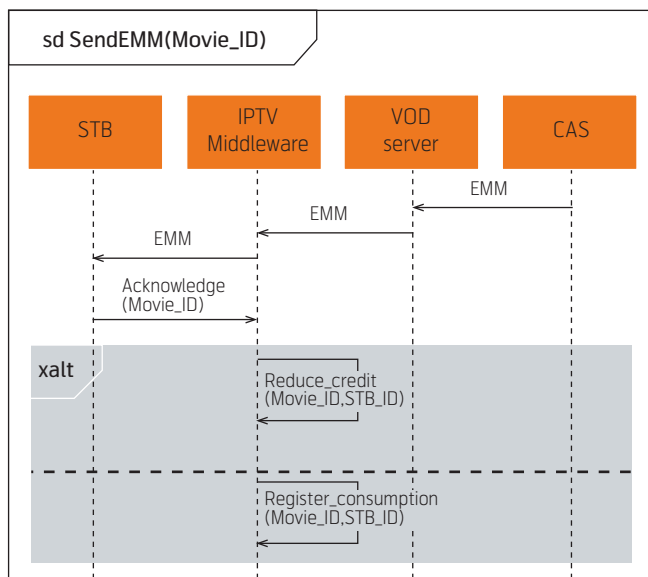 sd SendEMM(Movie_ID)
STB
IPTV
Middleware
VOD
server
CAS
EMM
EMM
EMM
Acknowledge
(Movie_ID)
xalt
Reduce_credit
(Movie_ID,STB_ID)
Register_consumption
(Movie_ID,STB_ID)